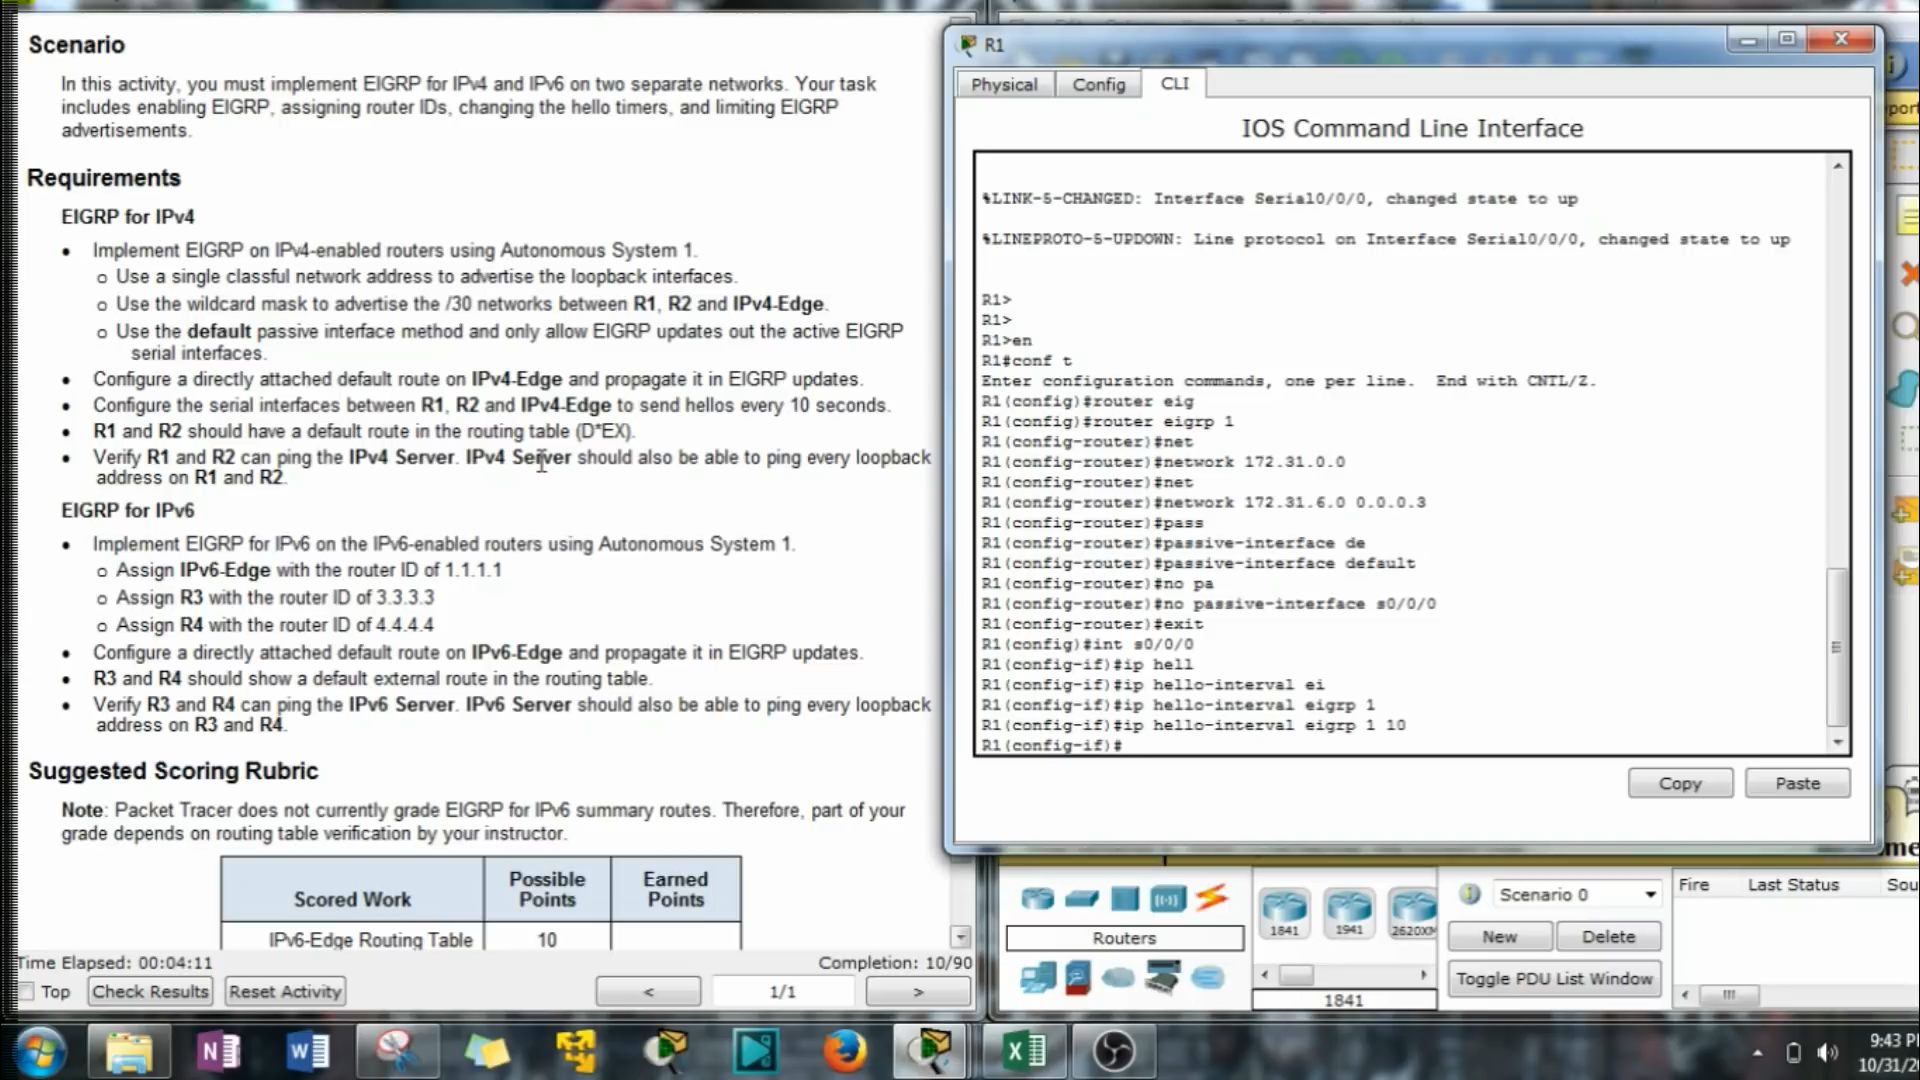 Scenario
In this activity, you must implement EIGRP for IPv4 and IPv6 on two separate networks. Your task
includes enabling EIGRP, assigning router IDs, changing the hello timers, and limiting EIGRP
advertisements.
Requirements
EIGRP for IPv4
• Implement EIGRP on IPv4-enabled routers using Autonomous System 1.
o Use a single classful network address to advertise the loopback interfaces.
o Use the wildcard mask to advertise the /30 networks between R1, R2 and IPv4-Edge.
o Use the default passive interface method and only allow EIGRP updates out the active EIGRP
serial interfaces.
• Configure a directly attached default route on IPv4-Edge and propagate it in EIGRP updates.
• Configure the serial interfaces between R1, R2 and IPv4-Edge to send hellos every 10 seconds.
• R1 and R2 should have a default route in the routing table (D*EX).
• Verify R1 and R2 can ping the IPv4 Server. IPv4 Server should also be able to ping every loopback
address on R1 and R2.
EIGRP for IPv6
• Implement EIGRP for IPv6 on the IPv6-enabled routers using Autonomous System 1.
o Assign IPv6-Edge with the router ID of 1.1.1.1
o Assign R3 with the router ID of 3.3.3.3
o Assign R4 with the router ID of 4.4.4.4
• Configure a directly attached default route on IPv6-Edge and propagate it in EIGRP updates.
• R3 and R4 should show a default external route in the routing table.
• Verify R3 and R4 can ping the IPv6 Server. IPv6 Server should also be able to ping every loopback
address on R3 and R4.
Suggested Scoring Rubric
Note: Packet Tracer does not currently grade EIGRP for IPv6 summary routes. Therefore, part of your
grade depends on routing table verification by your instructor.
Scored Work Possible Points Earned Points
IPv6-Edge Routing Table 10
Time Elapsed: 00:04:11 Completion: 10/90
Top Check Results Reset Activity < 1/1 >
R1
Physical Config CLI
IOS Command Line Interface
%LINK-5-CHANGED: Interface Serial0/0/0, changed state to up
%LINEPROTO-5-UPDOWN: Line protocol on Interface Serial0/0/0, changed state to up
R1>
R1>
R1>en
R1#conf t
Enter configuration commands, one per line.  End with CNTL/Z.
R1(config)#router eig
R1(config)#router eigrp 1
R1(config-router)#net
R1(config-router)#network 172.31.0.0
R1(config-router)#net
R1(config-router)#network 172.31.6.0 0.0.0.3
R1(config-router)#pass
R1(config-router)#passive-interface de
R1(config-router)#passive-interface default
R1(config-router)#no pa
R1(config-router)#no passive-interface s0/0/0
R1(config-router)#exit
R1(config)#int s0/0/0
R1(config-if)#ip hell
R1(config-if)#ip hello-interval ei
R1(config-if)#ip hello-interval eigrp 1
R1(config-if)#ip hello-interval eigrp 1 10
R1(config-if)#
Copy Paste
Routers
1841 1941 2620XM
1841
Scenario 0
New Delete
Toggle PDU List Window
Fire Last Status Sou
9:43 P
10/31/2